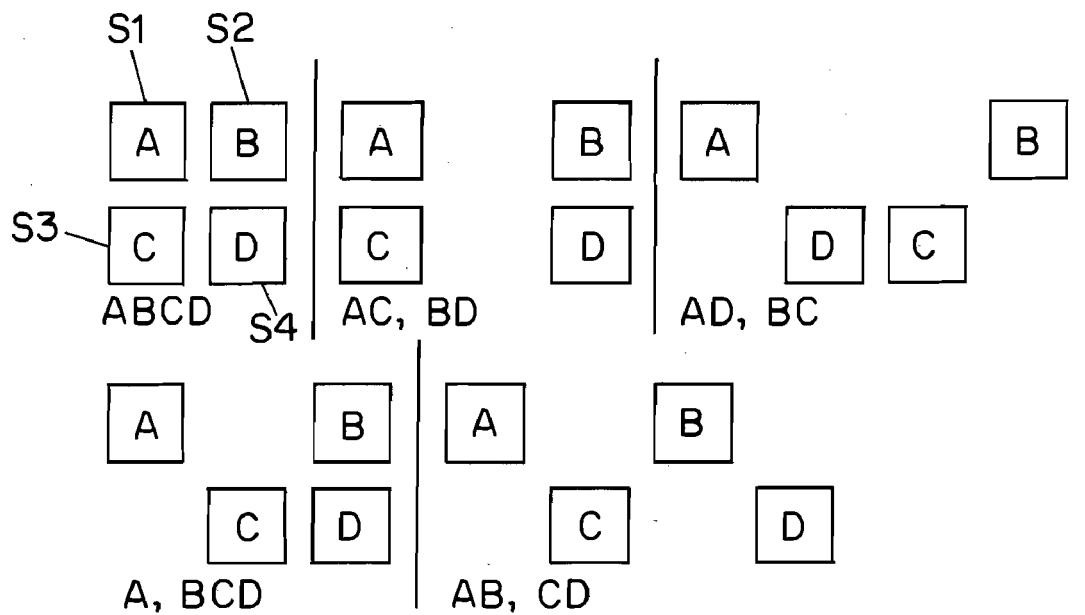 S1 S2
A B A B A B
S3 C D C D D C
ABCD S4 AC, BD AD, BC
A B A B
C D C D
A, BCD AB, CD